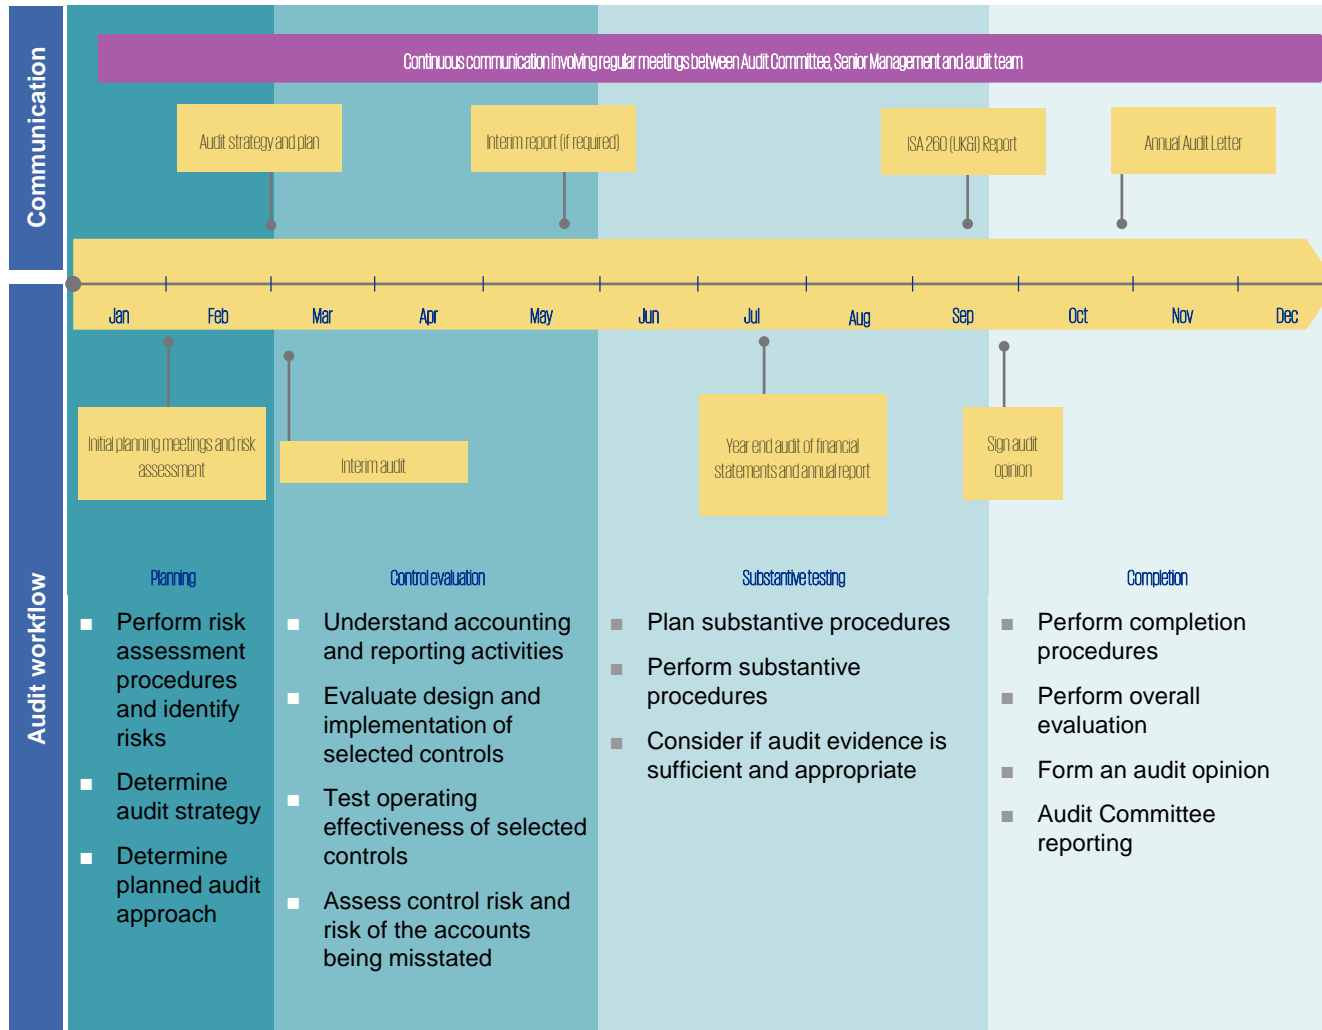 Communication
Continuous communication involving regular meetings between Audit Committee, Senior Management and audit team
Audit strategy and plan
Interim report (if required)
ISA 260 (UK&I) Report
Annual Audit Letter
Jan Feb Mar Apr May Jun Jul Aug Sep Oct Nov Dec
Audit workflow
Initial planning meetings and risk
assessment
Interim audit
Year end audit of financial
statements and annual report
Sign audit
opinion
Planning
■ Perform risk
assessment
procedures
and identify
risks
■ Determine
audit strategy
■ Determine
planned audit
approach
Control evaluation
■ Understand accounting
and reporting activities
■ Evaluate design and
implementation of
selected controls
■ Test operating
effectiveness of selected
controls
■ Assess control risk and
risk of the accounts
being misstated
Substantive testing
■ Plan substantive procedures
■ Perform substantive
procedures
■ Consider if audit evidence is
sufficient and appropriate
Completion
■ Perform completion
procedures
■ Perform overall
evaluation
■ Form an audit opinion
■ Audit Committee
reporting